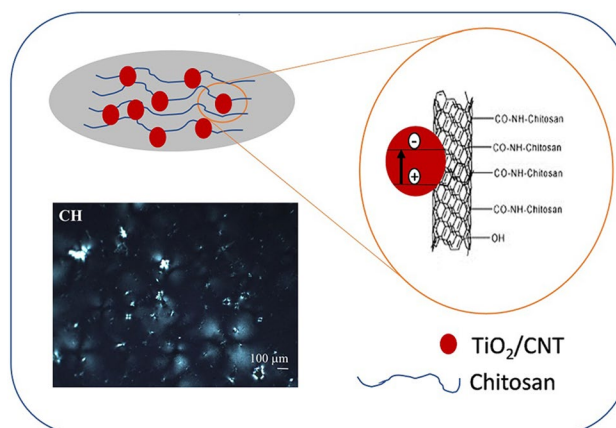 CO-NH-Chitosan
CO-NH-Chitosan
CO-NH-Chitosan
CO-NH-Chitosan
OH
-
+
CH
100 µm
TiO₂/CNT
Chitosan